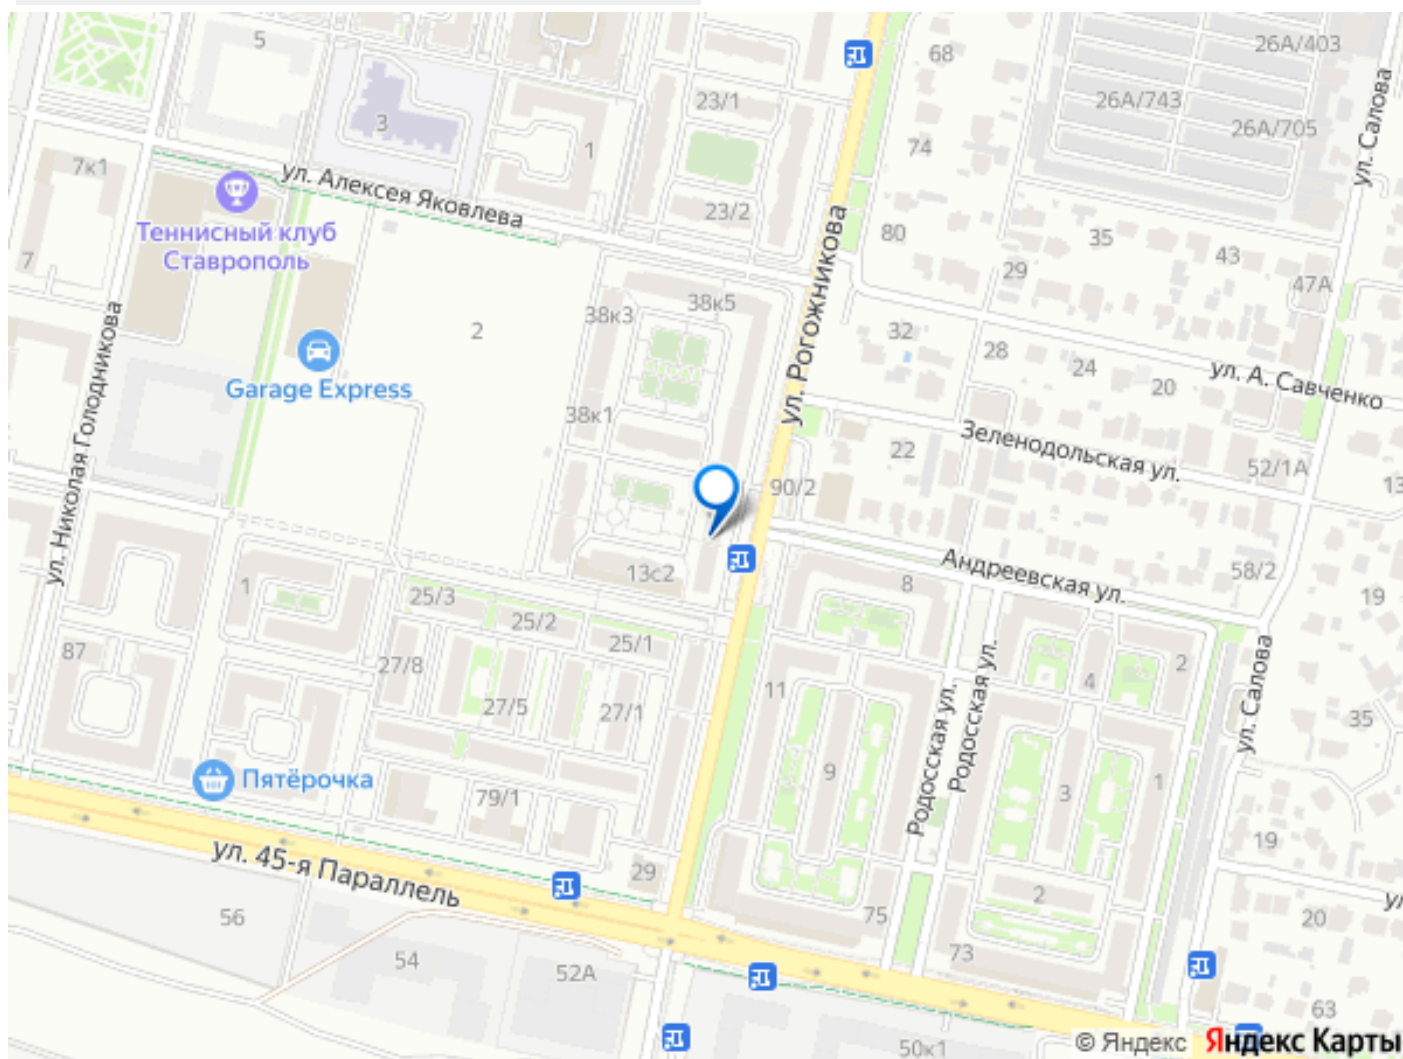 5
26А/403
68
26А/743
23/1
26А/705
ул. Салова
3
1
74
7к1
ул. Алексея Яковлева
23/2
Теннисный клуб
Ставрополь
80
35
43
7
29
47А
38к5
38к3
2
32
ул. Рогожникова
28
24
20
ул. А. Савченко
Garage Express
38к1
ул. Николая Голодникова
22
Зеленодольская ул.
52/1А
13
90/2
13с2
Андреевская ул.
8
58/2
19
1
25/3
25/2
25/1
87
27/8
11
Родосская ул.
Родосская ул.
4
2
ул. Салова
27/5
27/1
35
Пятёрочка
79/1
9
3
1
19
ул. 45-я Параллель
29
2
56
75
20
ул
54
52А
73
63
50к1
© Яндекс Яндекс Карты